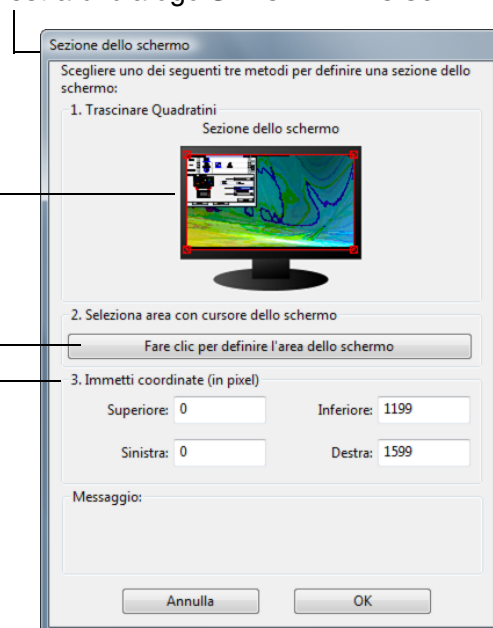 Sezione dello schermo
Scegliere uno dei seguenti tre metodi per definire una sezione dello
schermo:
1. Trascinare Quadratini
Sezione dello schermo
2. Seleziona area con cursore dello schermo
Fare clic per definire l'area dello schermo
3. Immetti coordinate (in pixel)
Superiore: 0 Inferiore: 1199
Sinistra: 0 Destra: 1599
Messaggio:
Annulla OK